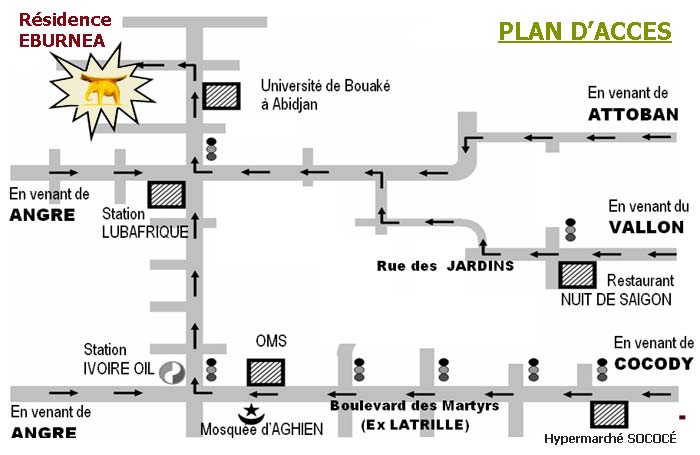 Résidence
EBURNEA
PLAN D'ACCES
Université de Bouaké
à Abidjan
En venant de
ATTOBAN
En venant de
ANGRE
Station
LUBAFRIQUE
En venant du
VALLON
Rue des JARDINS
Restaurant
NUIT DE SAIGON
Station
IVOIRE OIL
OMS
En venant de
COCODY
En venant de
ANGRE
Mosquée d'AGHIEN
Boulevard des Martyrs
(Ex LATRILLE)
Hypermarché SOCOCÉ